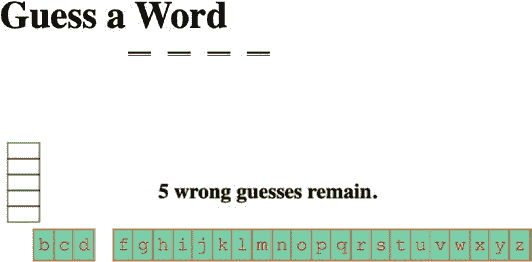 Guess a Word
_ _ _ _
5 wrong guesses remain.
b c d f g h i j k l m n o p q r s t u v w x y z